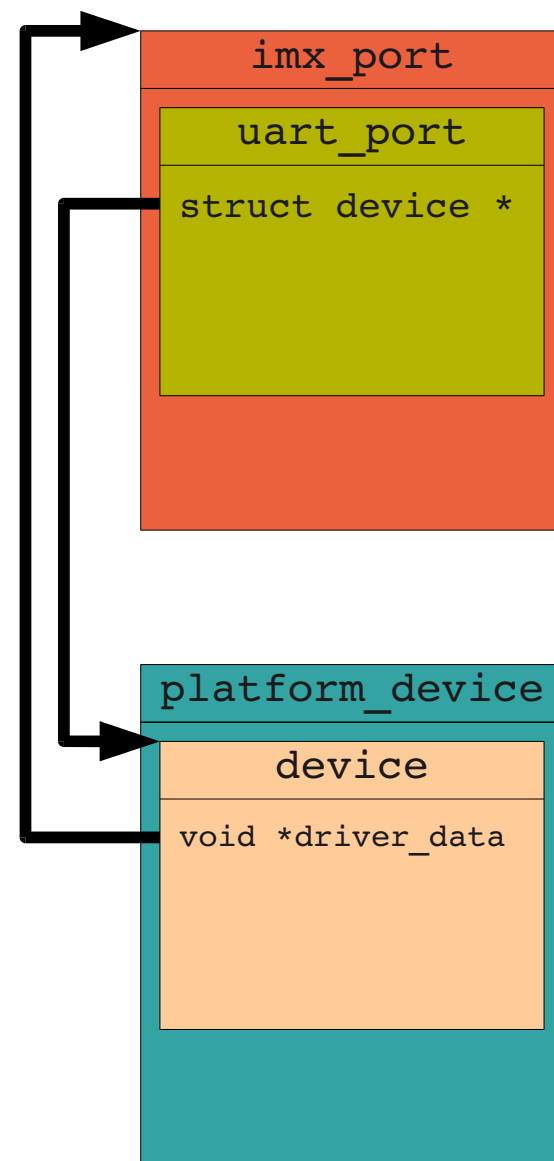 imx_port
uart_port
struct device *
platform_device
device
void *driver_data